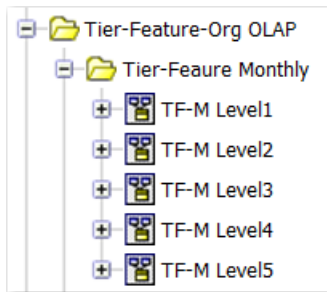 Tier-Feature-Org OLAP
Tier-Feaure Monthly
TF-M Level1
TF-M Level2
TF-M Level3
TF-M Level4
TF-M Level5